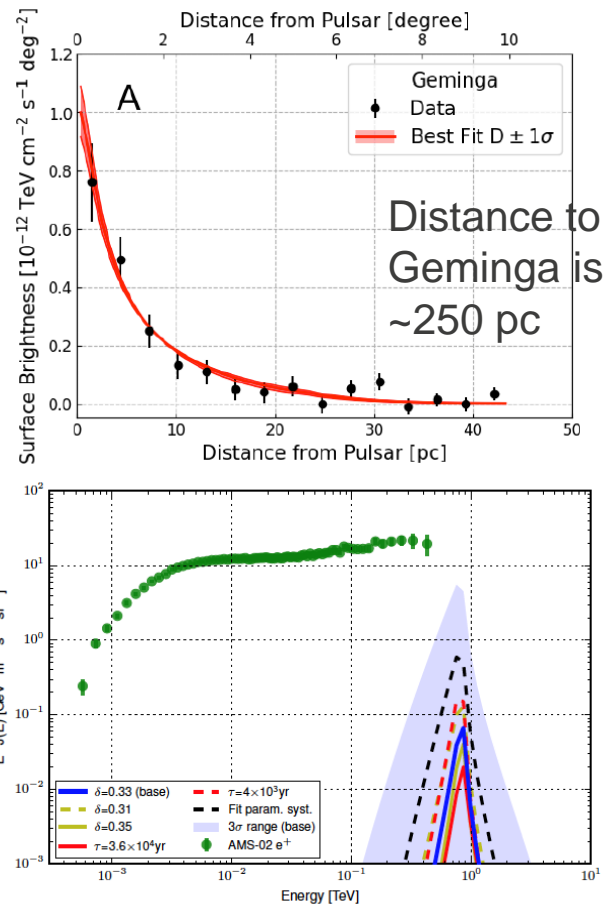 Distance from Pulsar [degree]
0 2 4 6 8 10
Surface Brightness [10⁻¹² TeV cm⁻² s⁻¹ deg⁻²]
1.2
1.0
0.8
0.6
0.4
0.2
0.0
A
Geminga
Data
Best Fit D ± 1σ
Distance to
Geminga is
~250 pc
0 10 20 30 40 50
Distance from Pulsar [pc]
10²
10¹
10⁰
10⁻¹
10⁻²
10⁻³
δ=0.33 (base)
δ=0.31
δ=0.35
τ=3.6×10⁴yr
τ=4×10³yr
Fit param. syst.
3σ range (base)
AMS-02 e⁺
10⁻³ 10⁻² 10⁻¹ 10⁰ 10¹
Energy [TeV]